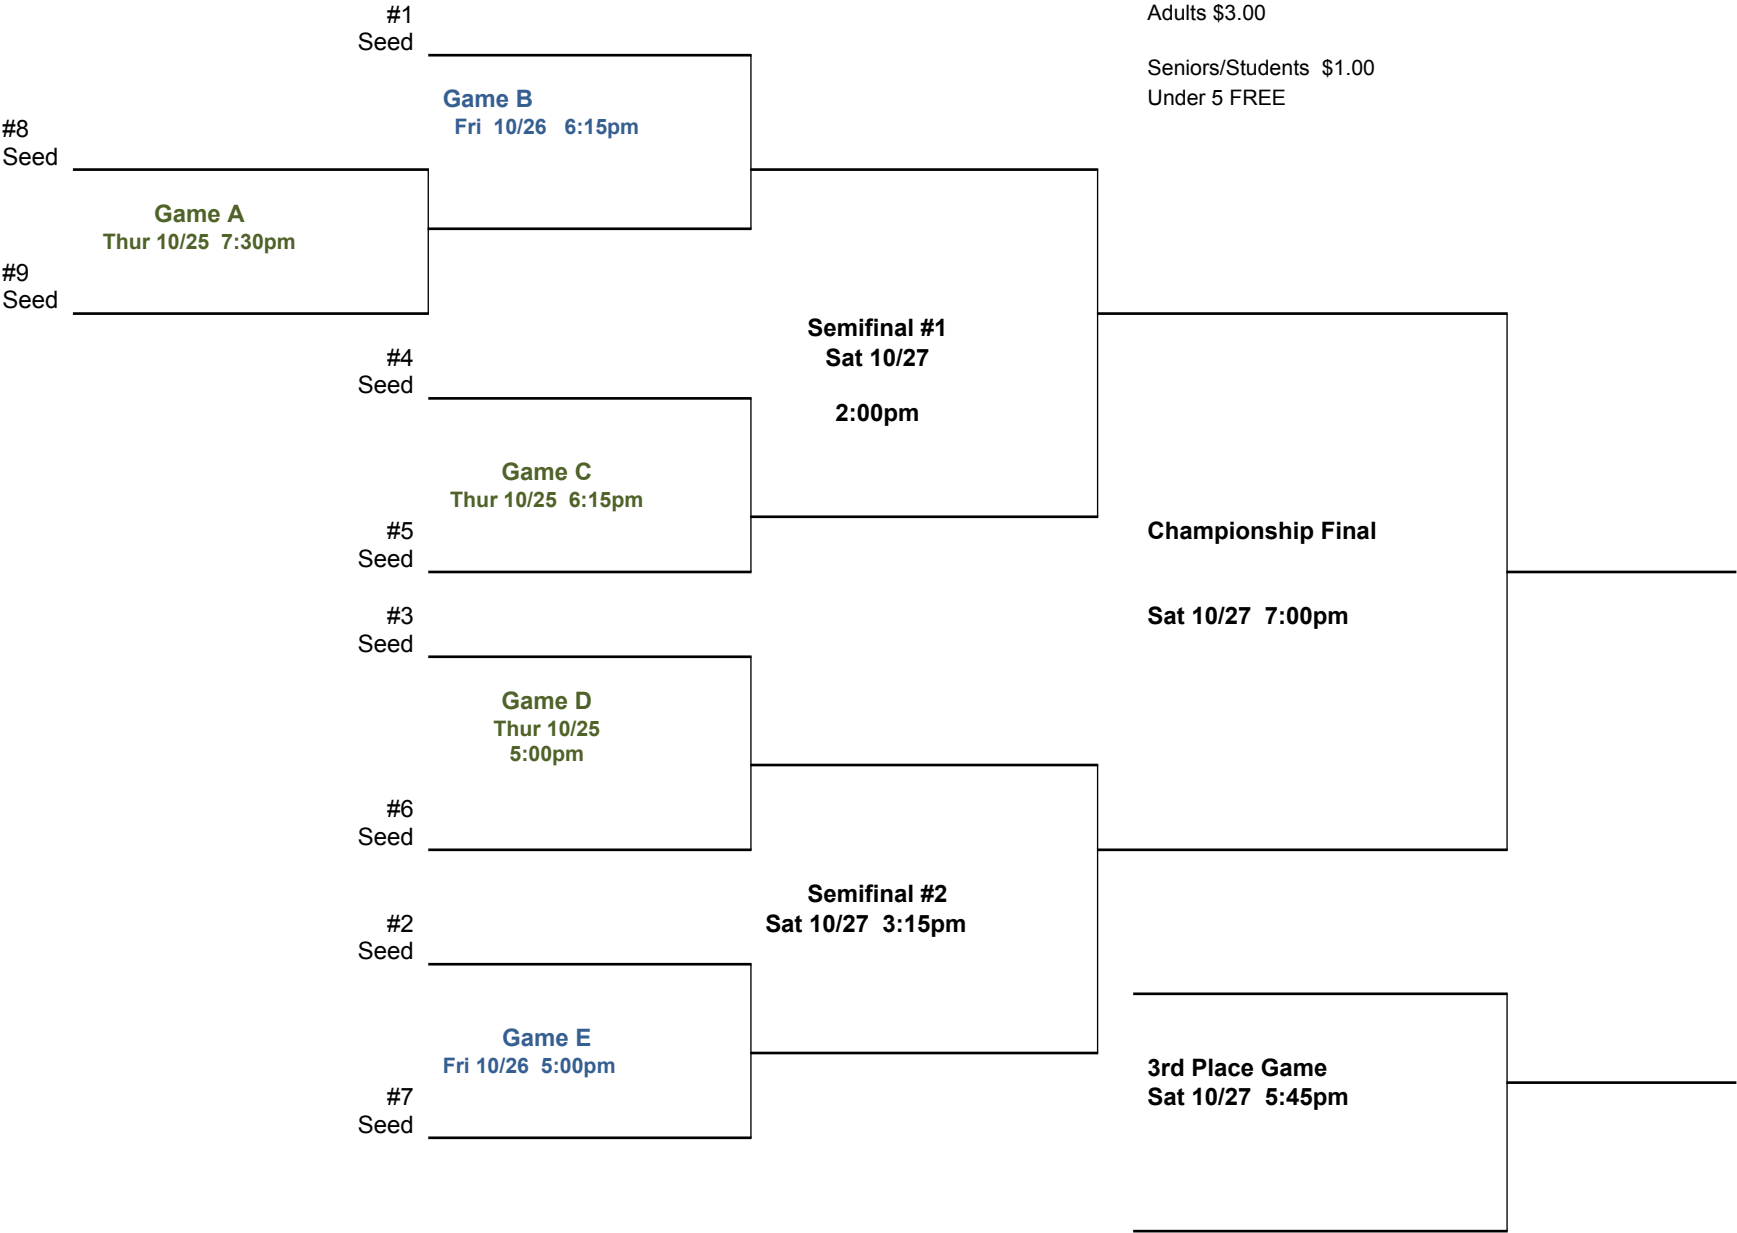 #1
Seed
Adults $3.00
Seniors/Students $1.00
Under 5 FREE
Game B
Fri 10/26 6:15pm
#8
Seed
Game A
Thur 10/25 7:30pm
#9
Seed
Semifinal #1
Sat 10/27
2:00pm
#4
Seed
Game C
Thur 10/25 6:15pm
#5
Seed
Championship Final
Sat 10/27 7:00pm
#3
Seed
Game D
Thur 10/25
5:00pm
#6
Seed
Semifinal #2
Sat 10/27 3:15pm
#2
Seed
Game E
Fri 10/26 5:00pm
#7
Seed
3rd Place Game
Sat 10/27 5:45pm